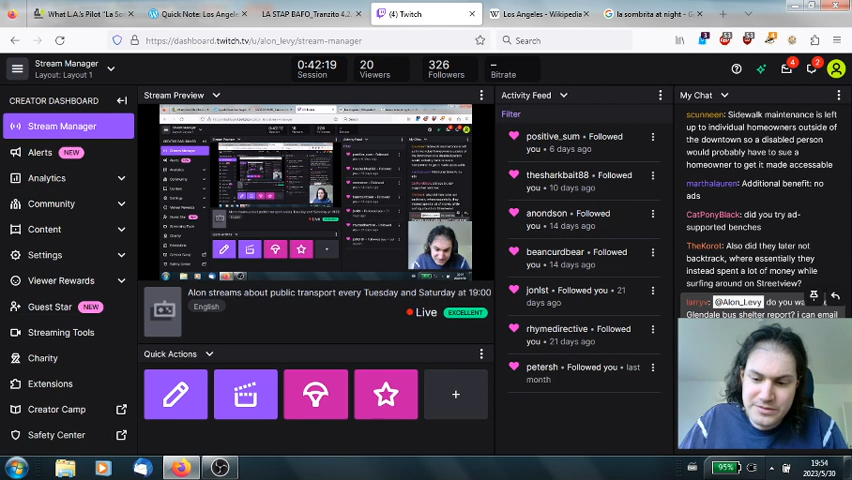 What L.A.'s Pilot "La So
Quick Note: Los Angele
LA STAP BAFO_Tranzito 4.2.
(4) Twitch
Los Angeles - Wikipedia
la sombrita at night - G
https://dashboard.twitch.tv/u/alon_levy/stream-manager
Search
Stream Manager
Layout: Layout 1
0:42:19
Session
20
Viewers
326
Followers
–
Bitrate
4
2
CREATOR DASHBOARD
Stream Manager
Alerts NEW
Analytics
Community
Content
Settings
Viewer Rewards
Guest Star NEW
Streaming Tools
Charity
Extensions
Creator Camp
Safety Center
Stream Preview
Alon streams about public transport every Tuesday and Saturday at 19:00
English
Live EXCELLENT
Quick Actions
Activity Feed
Filter
positive_sum • Followed
you • 6 days ago
thesharkbait88 • Followed
you • 10 days ago
anondson • Followed
you • 14 days ago
beancurdbear • Followed
you • 14 days ago
jonlst • Followed you • 21
days ago
rhymedirective • Followed
you • 21 days ago
petersh • Followed you • last
month
My Chat
scunneen: Sidewalk maintenance is left
up to individual homeowners outside of
the downtown so a disabled person
would probably have to sue a
homeowner to get it made accessable
marthalauren: Additional benefit: no
ads
CatPonyBlack: did you try ad-
supported benches
TheKorot: Also did they later not
backtrack, where essentially they
instead spent a lot of money while
surfing around on Streetview?
larryv: @Alon_Levy do you wa
Glendale bus shelter report? i can email
95%
19:54
2023/5/30